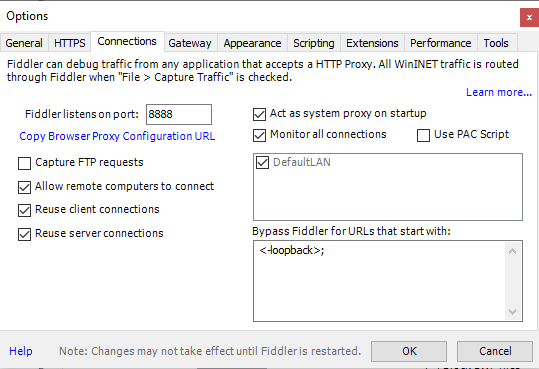 Options
x
General HTTPS Connections Gateway Appearance Scripting Extensions Performance Tools
Fiddler can debug traffic from any application that accepts a HTTP Proxy. All WinINET traffic is routed
through Fiddler when "File > Capture Traffic" is checked.
Learn more...
Fiddler listens on port: 8888
Copy Browser Proxy Configuration URL
Capture FTP requests
Allow remote computers to connect
Reuse client connections
Reuse server connections
Act as system proxy on startup
Monitor all connections Use PAC Script
DefaultLAN
Bypass Fiddler for URLs that start with:
<-loopback>;
Help Note: Changes may not take effect until Fiddler is restarted. OK Cancel